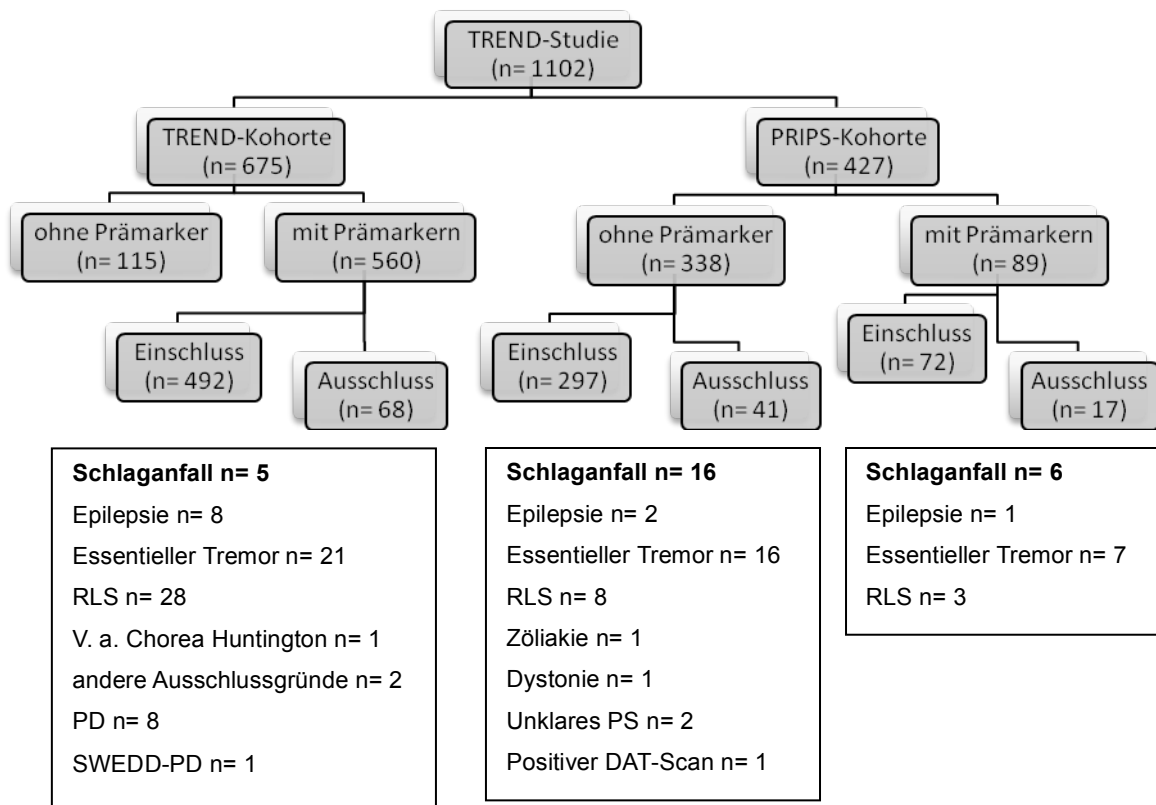 TREND-Studie
(n= 1102)
TREND-Kohorte
(n= 675)
PRIPS-Kohorte
(n= 427)
ohne Prämarker
(n= 115)
mit Prämarkern
(n= 560)
ohne Prämarker
(n= 338)
mit Prämarkern
(n= 89)
Einschluss
(n= 492)
Ausschluss
(n= 68)
Einschluss
(n= 297)
Ausschluss
(n= 41)
Einschluss
(n= 72)
Ausschluss
(n= 17)
Schlaganfall n= 5
Epilepsie n= 8
Essentieller Tremor n= 21
RLS n= 28
V. a. Chorea Huntington n= 1
andere Ausschlussgründe n= 2
PD n= 8
SWEDD-PD n= 1
Schlaganfall n= 16
Epilepsie n= 2
Essentieller Tremor n= 16
RLS n= 8
Zöliakie n= 1
Dystonie n= 1
Unklares PS n= 2
Positiver DAT-Scan n= 1
Schlaganfall n= 6
Epilepsie n= 1
Essentieller Tremor n= 7
RLS n= 3